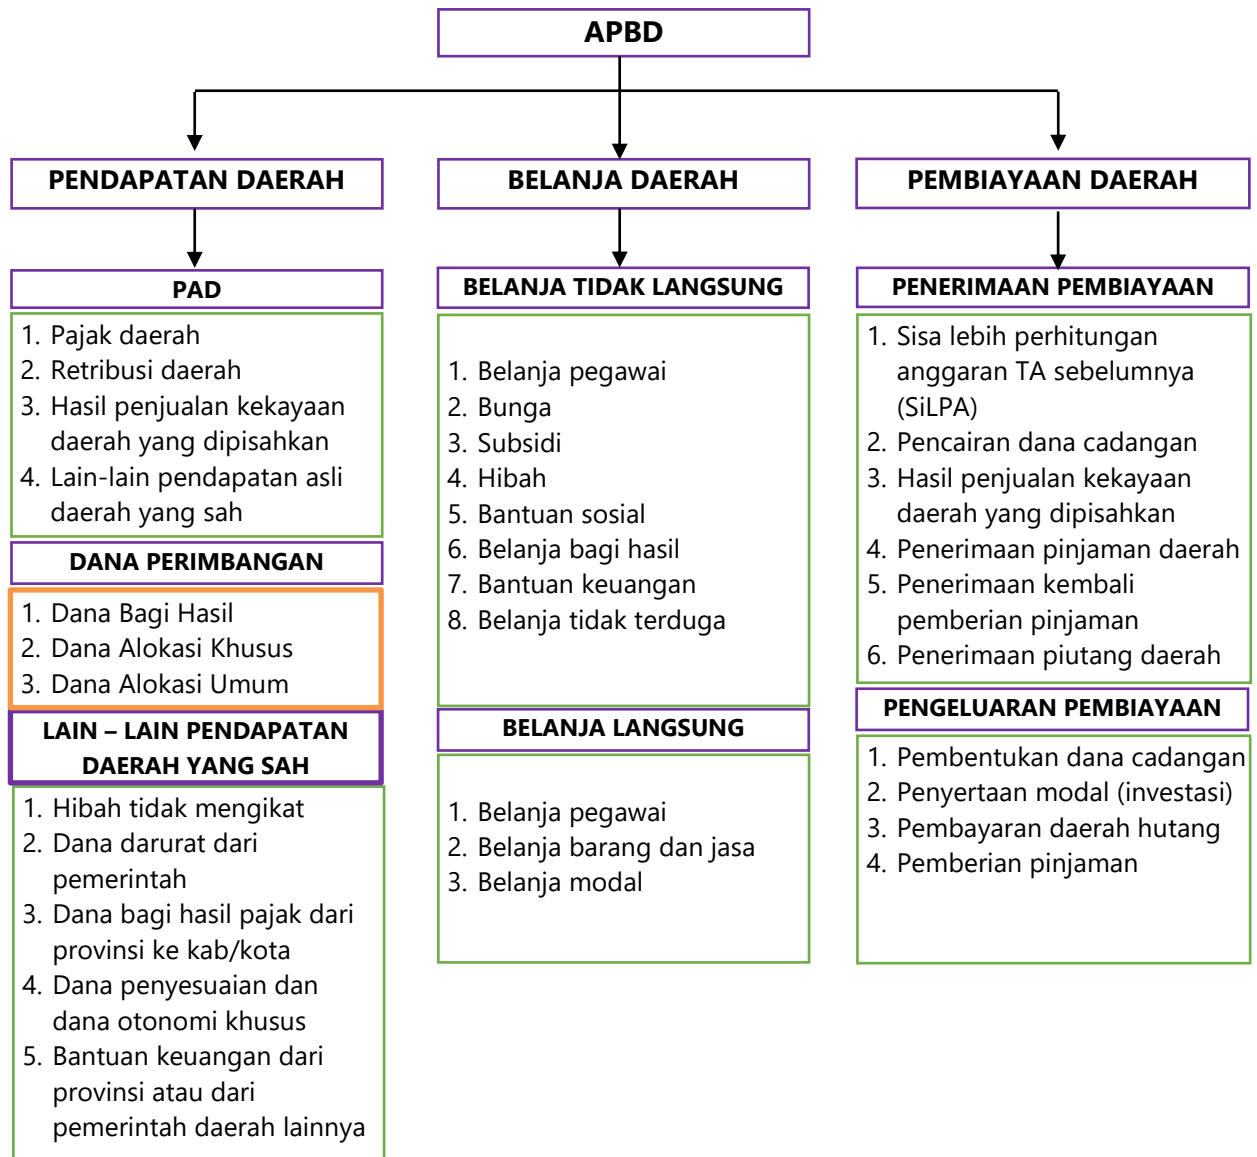 APBD
PENDAPATAN DAERAH
PAD
1. Pajak daerah
2. Retribusi daerah
3. Hasil penjualan kekayaan
daerah yang dipisahkan
4. Lain-lain pendapatan asli
daerah yang sah
DANA PERIMBANGAN
1. Dana Bagi Hasil
2. Dana Alokasi Khusus
3. Dana Alokasi Umum
LAIN – LAIN PENDAPATAN
DAERAH YANG SAH
1. Hibah tidak mengikat
2. Dana darurat dari
pemerintah
3. Dana bagi hasil pajak dari
provinsi ke kab/kota
4. Dana penyesuaian dan
dana otonomi khusus
5. Bantuan keuangan dari
provinsi atau dari
pemerintah daerah lainnya
BELANJA DAERAH
BELANJA TIDAK LANGSUNG
1. Belanja pegawai
2. Bunga
3. Subsidi
4. Hibah
5. Bantuan sosial
6. Belanja bagi hasil
7. Bantuan keuangan
8. Belanja tidak terduga
BELANJA LANGSUNG
1. Belanja pegawai
2. Belanja barang dan jasa
3. Belanja modal
PEMBIAYAAN DAERAH
PENERIMAAN PEMBIAYAAN
1. Sisa lebih perhitungan
anggaran TA sebelumnya
(SiLPA)
2. Pencairan dana cadangan
3. Hasil penjualan kekayaan
daerah yang dipisahkan
4. Penerimaan pinjaman daerah
5. Penerimaan kembali
pemberian pinjaman
6. Penerimaan piutang daerah
PENGELUARAN PEMBIAYAAN
1. Pembentukan dana cadangan
2. Penyertaan modal (investasi)
3. Pembayaran daerah hutang
4. Pemberian pinjaman